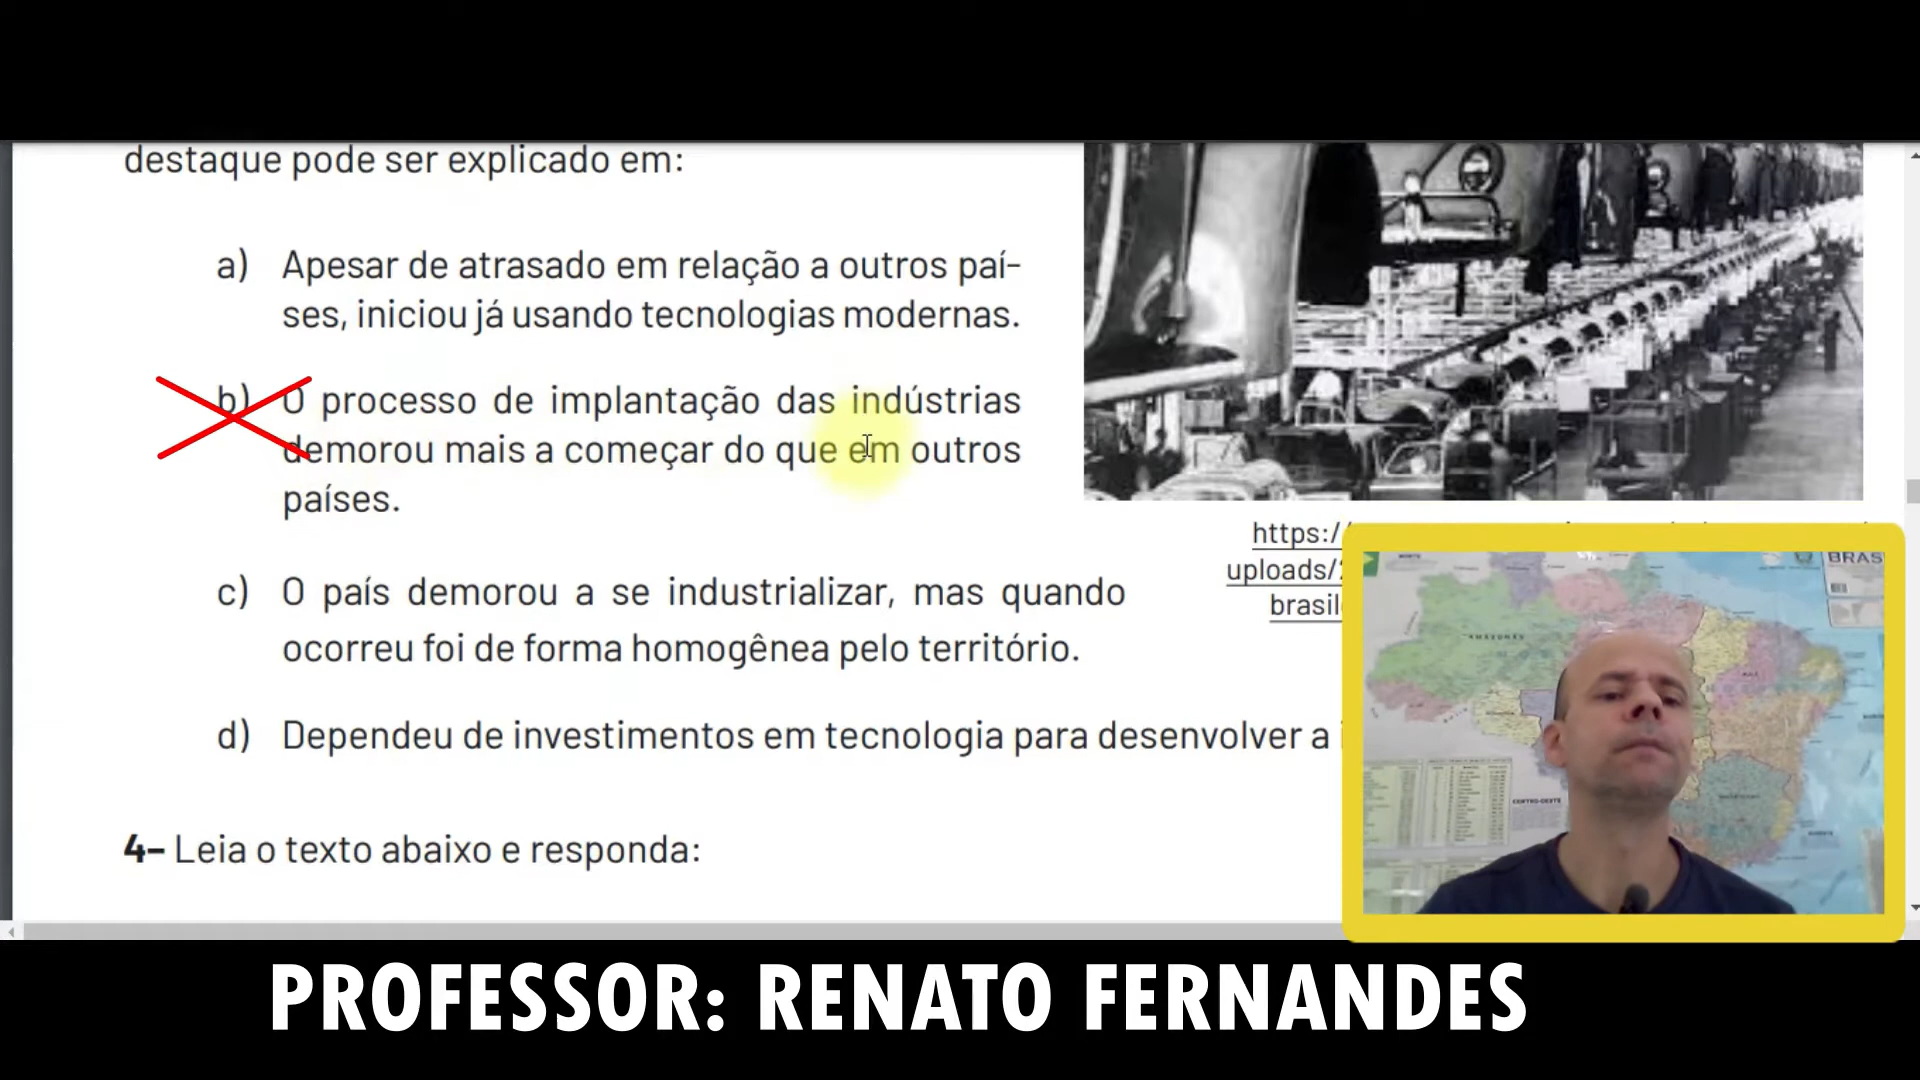 destaque pode ser explicado em:
a) Apesar de atrasado em relação a outros paí-
ses, iniciou já usando tecnologias modernas.
b) O processo de implantação das indústrias
demorou mais a começar do que em outros
países.
https:/
uploads/
brasil
c) O país demorou a se industrializar, mas quando
ocorreu foi de forma homogênea pelo território.
d) Dependeu de investimentos em tecnologia para desenvolver a
4- Leia o texto abaixo e responda:
BRAS
AMAZONAS
CENTRO-OESTE
PROFESSOR: RENATO FERNANDES